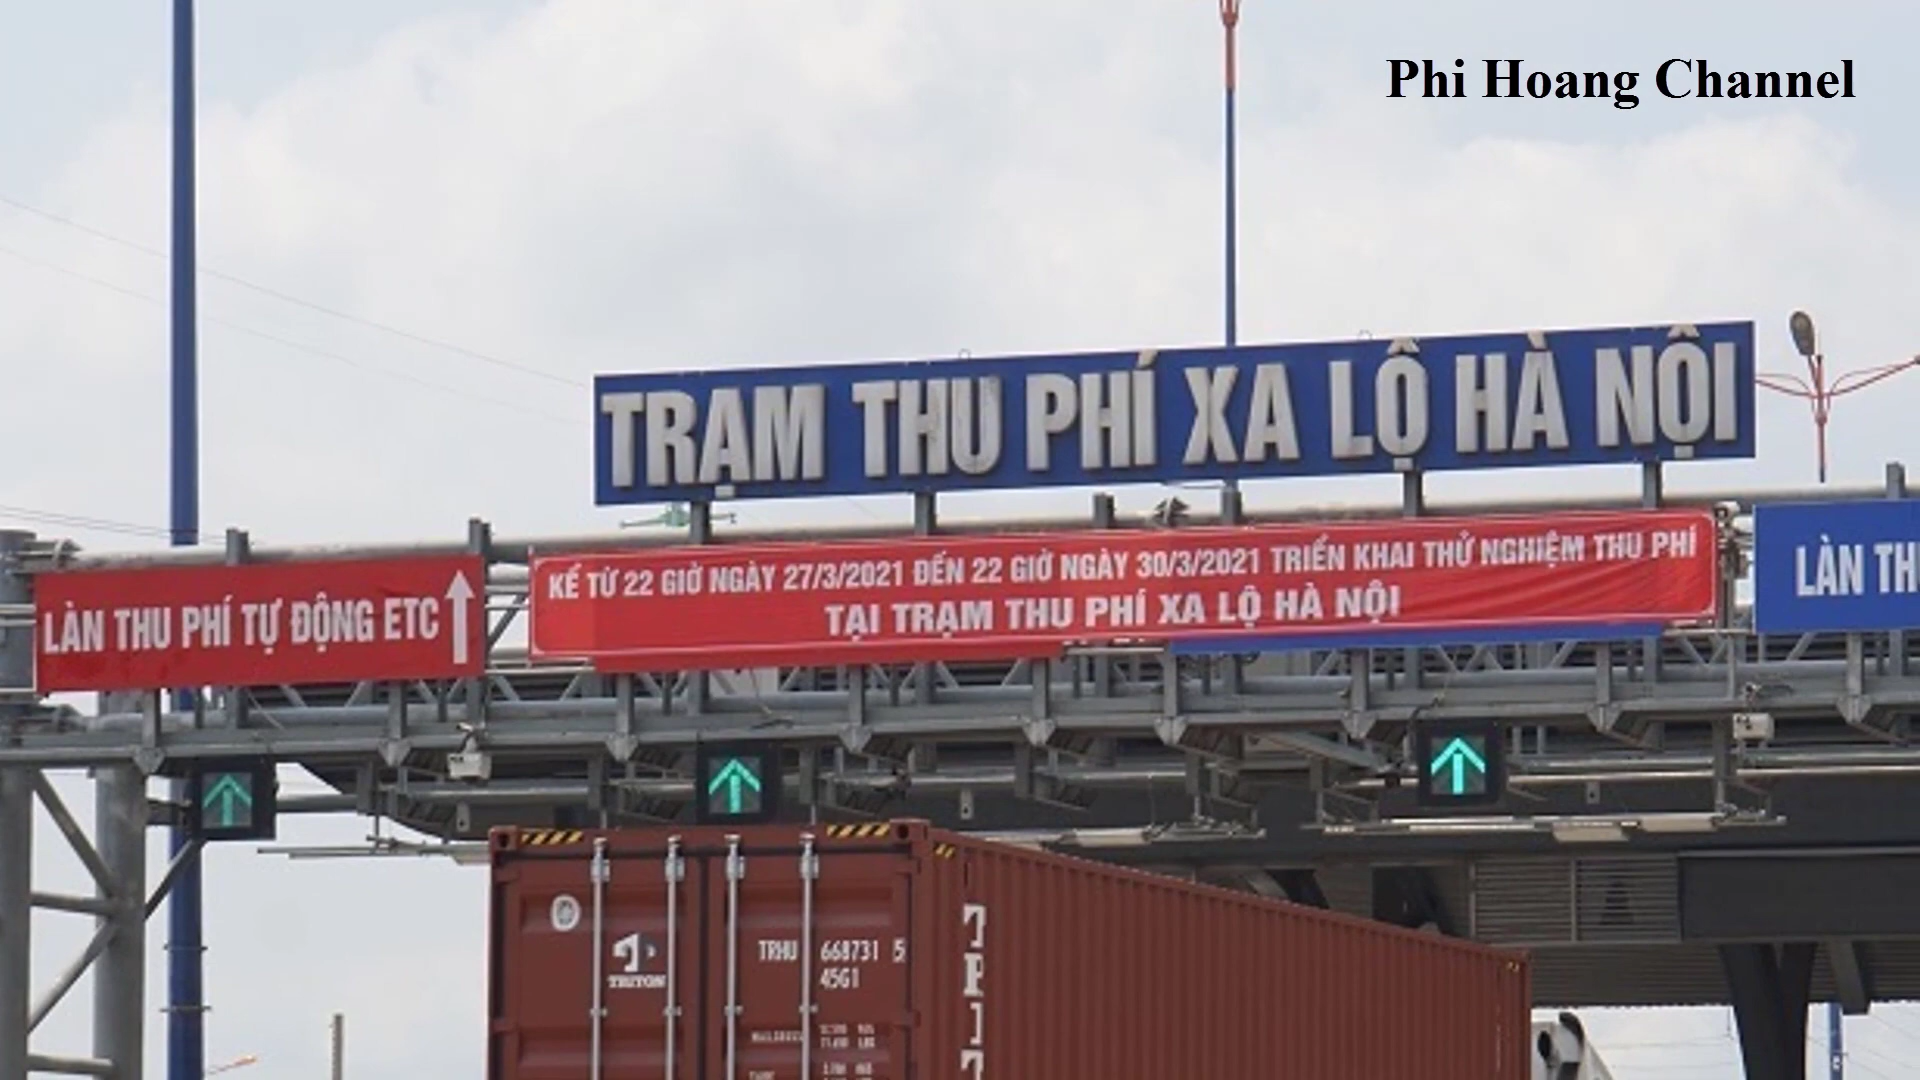 Phi Hoang Channel
TRẠM THU PHÍ XA LỘ HÀ NỘI
LÀN THU PHÍ TỰ ĐỘNG ETC
KỂ TỪ 22 GIỜ NGÀY 27/3/2021 ĐẾN 22 GIỜ NGÀY 30/3/2021 TRIỂN KHAI THỬ NGHIỆM THU PHÍ
TẠI TRẠM THU PHÍ XA LỘ HÀ NỘI
LÀN TH
TRITON
TRHU 668731 5
45G1